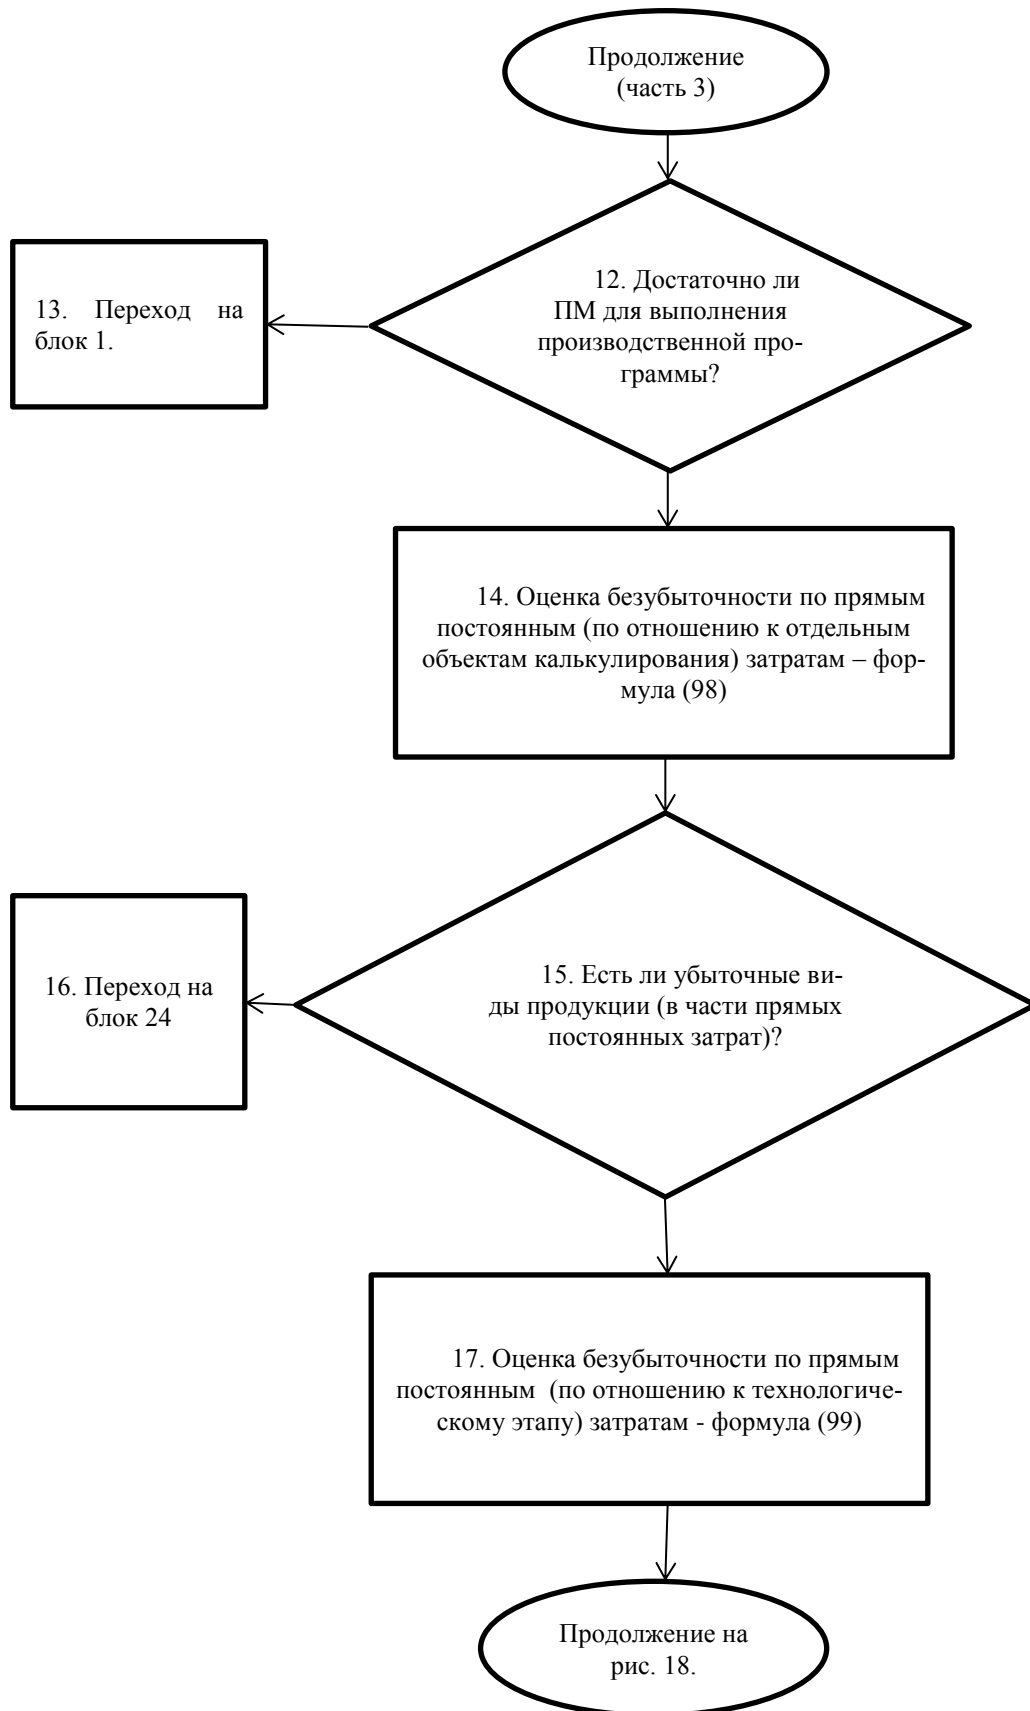 Продолжение
(часть 3)
12. Достаточно ли
ПМ для выполнения
производственной про-
граммы?
13. Переход на
блок 1.
14. Оценка безубыточности по прямым
постоянным (по отношению к отдельным
объектам калькулирования) затратам – фор-
мула (98)
15. Есть ли убыточные ви-
ды продукции (в части прямых
постоянных затрат)?
16. Переход на
блок 24
17. Оценка безубыточности по прямым
постоянным (по отношению к технологиче-
скому этапу) затратам - формула (99)
Продолжение на
рис. 18.